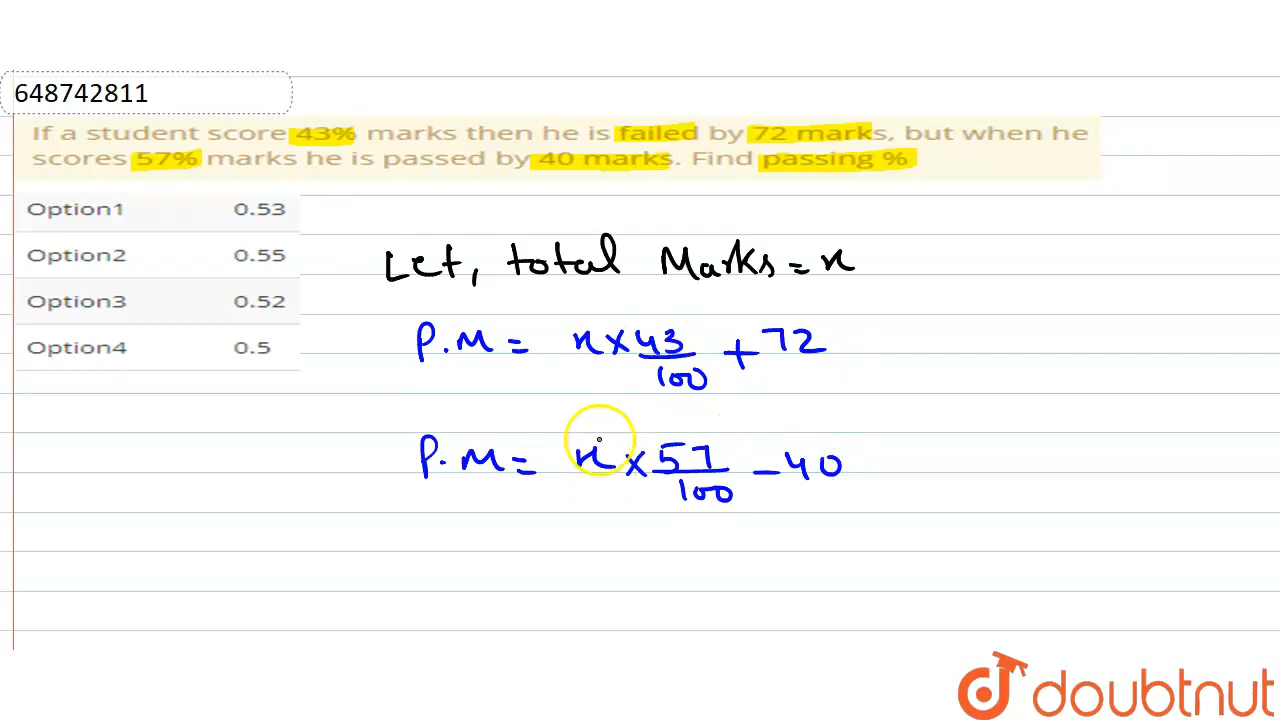 648742811
If a student score 43% marks then he is failed by 72 marks, but when he
scores 57% marks he is passed by 40 marks. Find passing %
Option1 0.53
Option2 0.55
Option3 0.52
Option4 0.5
Let, total Marks = x
P.M = x × 43/100 + 72
P.M = x × 57/100 - 40
doubtnut